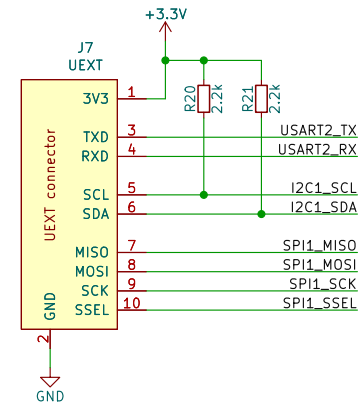 +3.3V
J7
UEXT
R20
2.2k
R21
2.2k
UEXT connector
3V3 1
TXD 3 USART2_TX
RXD 4 USART2_RX
SCL 5 I2C1_SCL
SDA 6 I2C1_SDA
MISO 7 SPI1_MISO
MOSI 8 SPI1_MOSI
SCK 9 SPI1_SCK
SSEL 10 SPI1_SSEL
GND
2
GND